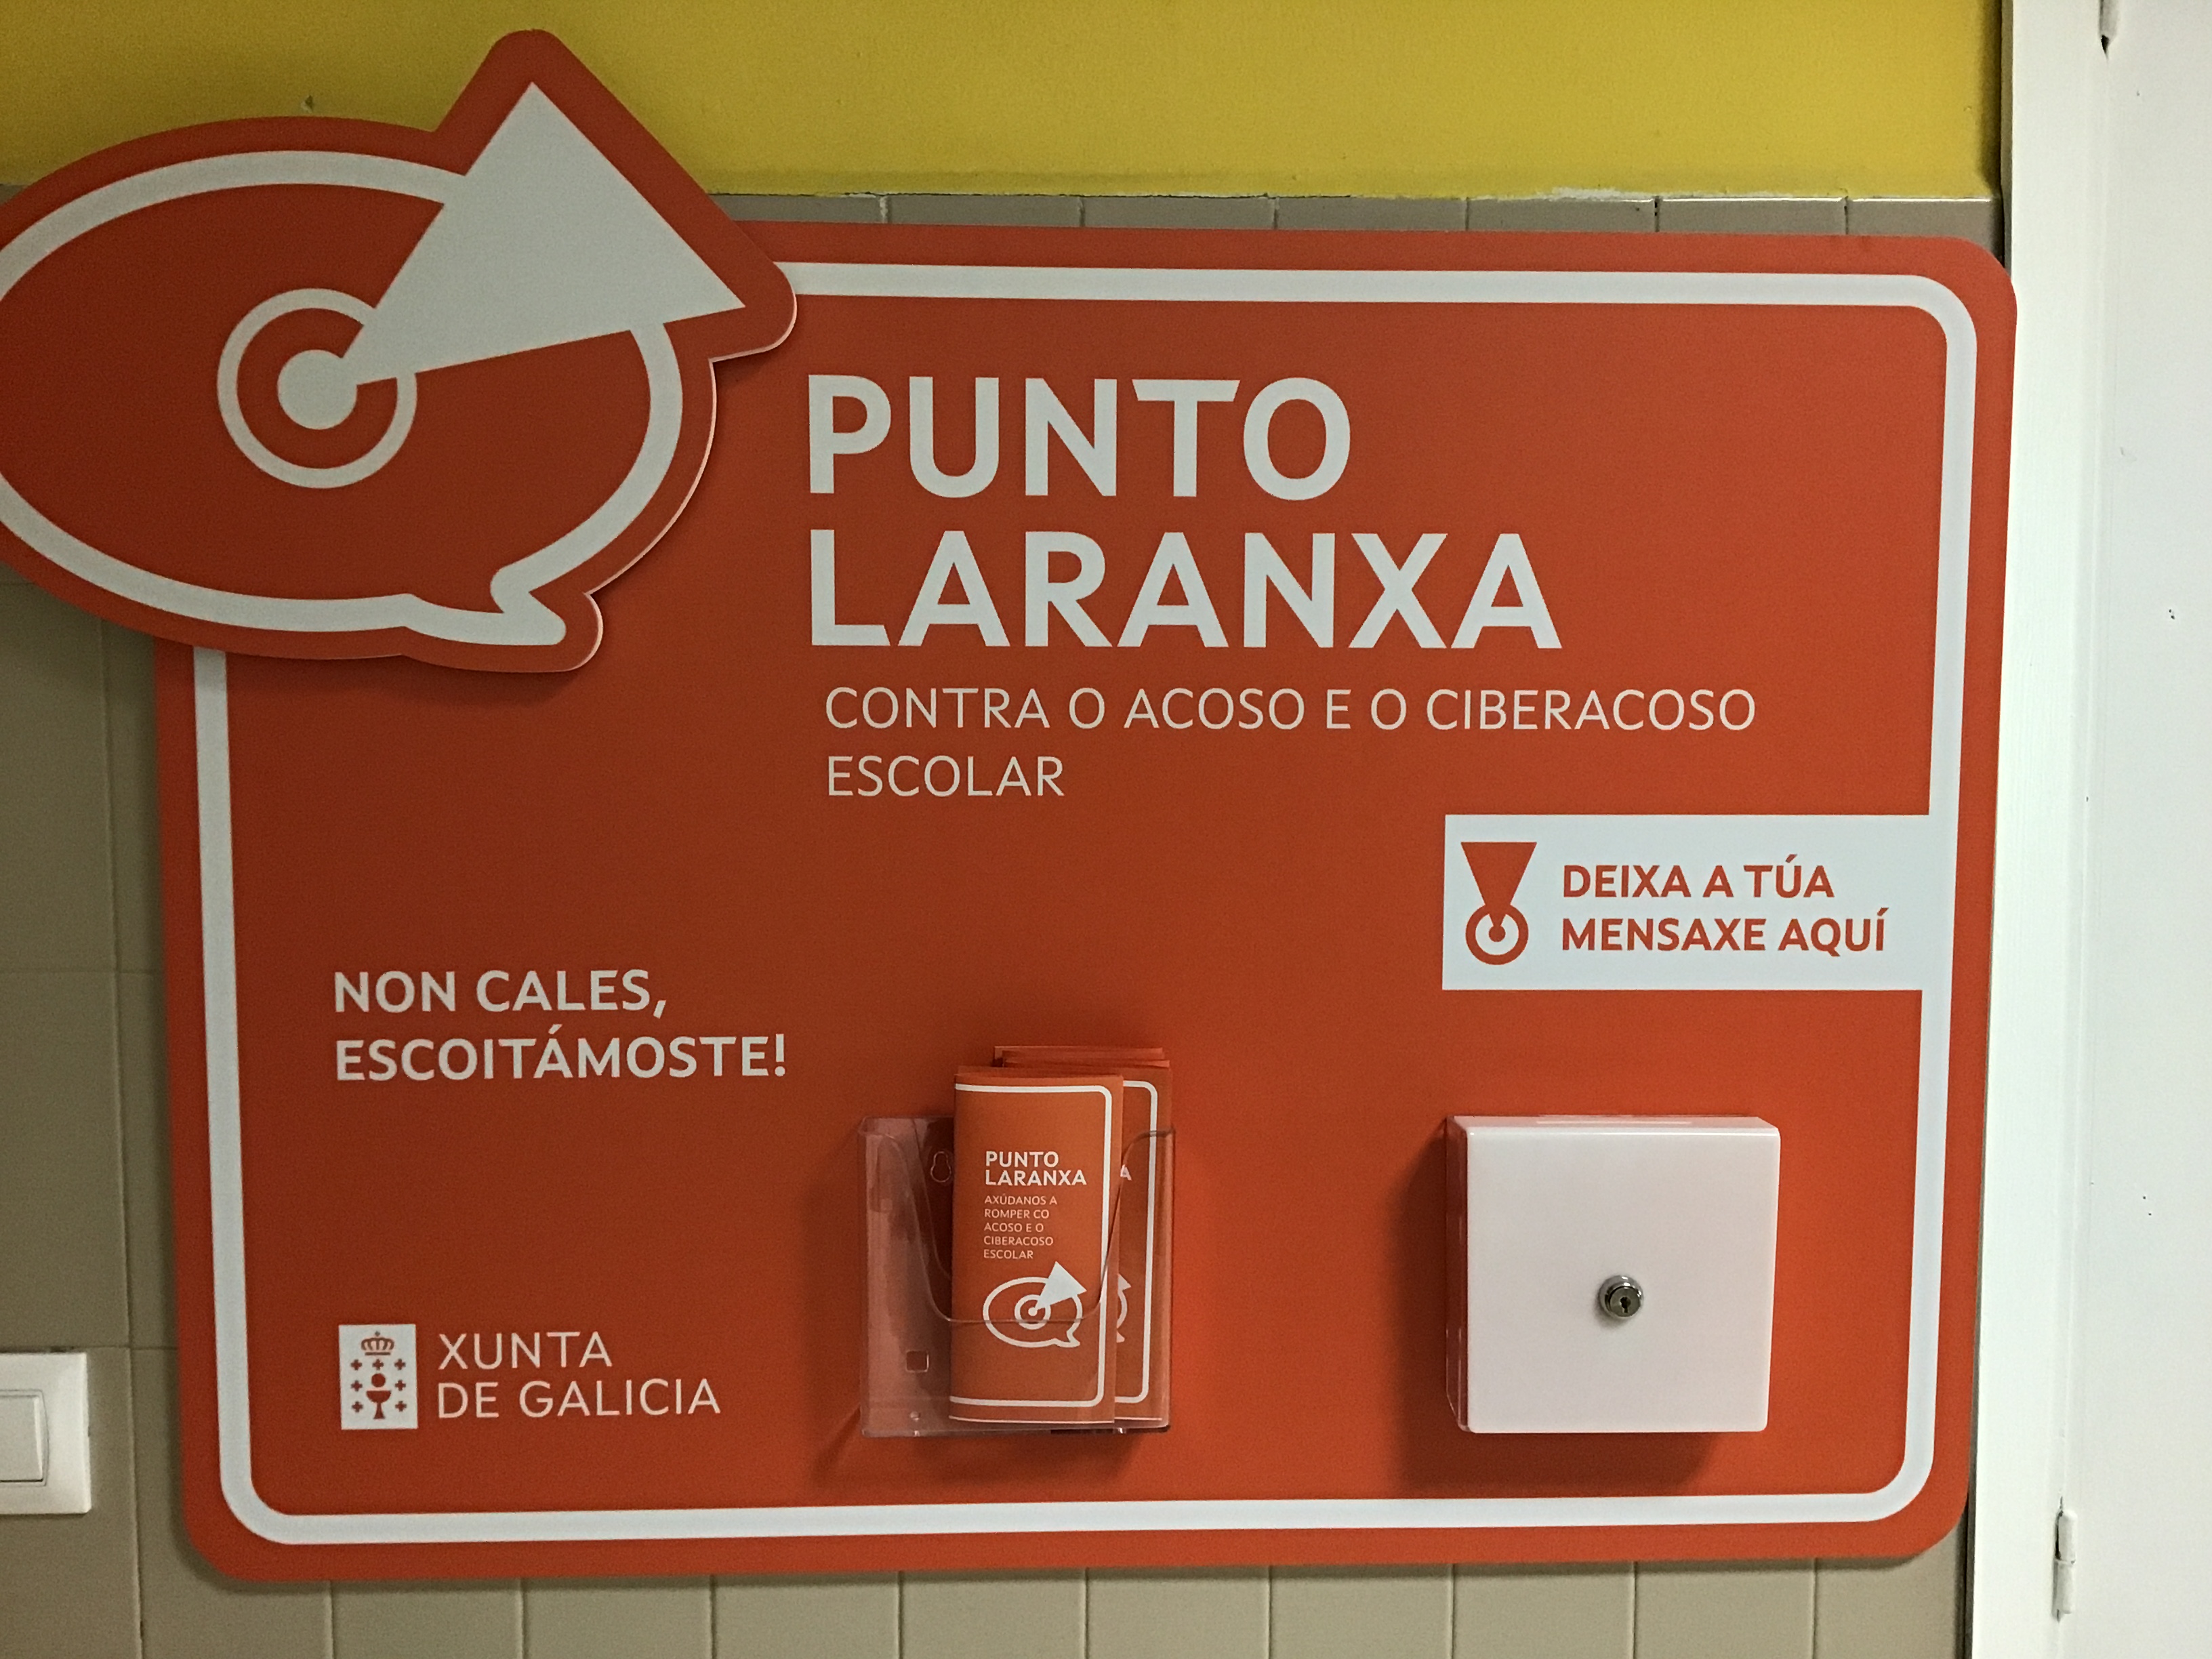 PUNTO
LARANXA
CONTRA O ACOSO E O CIBERACOSO
ESCOLAR
DEIXA A TÚA
MENSAXE AQUÍ
NON CALES,
ESCOITÁMOSTE!
PUNTO
LARANXA
AXÚDANOS A
ROMPER CO
ACOSO E O
CIBERACOSO
ESCOLAR
A
XUNTA
DE GALICIA